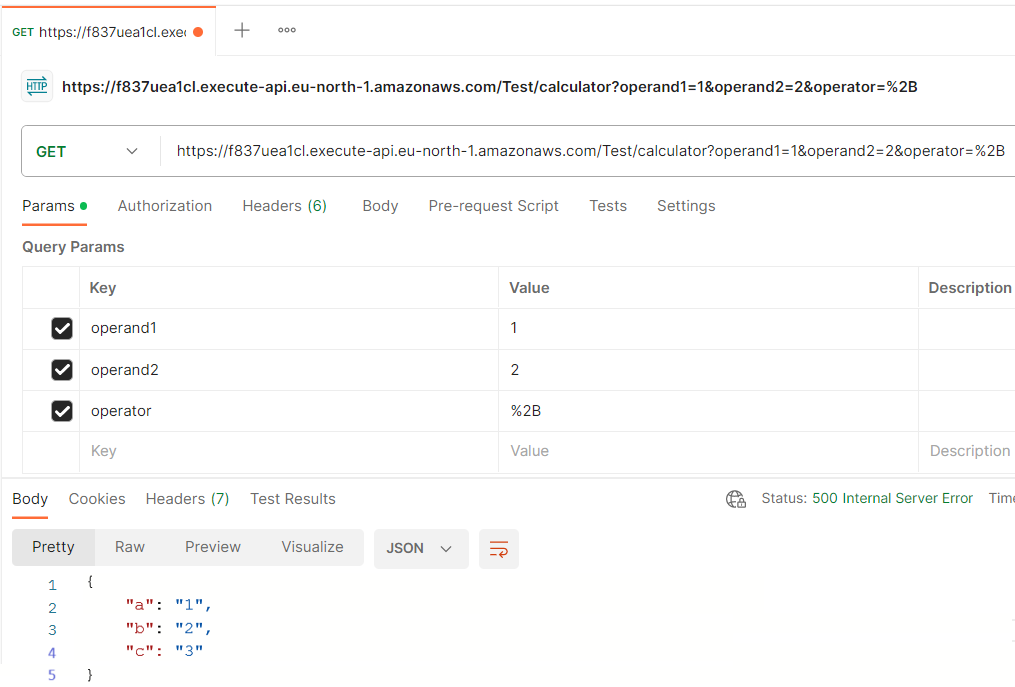 GET https://f837uea1cl.exec
https://f837uea1cl.execute-api.eu-north-1.amazonaws.com/Test/calculator?operand1=1&operand2=2&operator=%2B
GET https://f837uea1cl.execute-api.eu-north-1.amazonaws.com/Test/calculator?operand1=1&operand2=2&operator=%2B
Params Authorization Headers (6) Body Pre-request Script Tests Settings
Query Params
Key Value Description
operand1 1
operand2 2
operator %2B
Key Value Description
Body Cookies Headers (7) Test Results Status: 500 Internal Server Error Time
Pretty Raw Preview Visualize JSON
1 {
2 "a": "1",
3 "b": "2",
4 "c": "3"
5 }